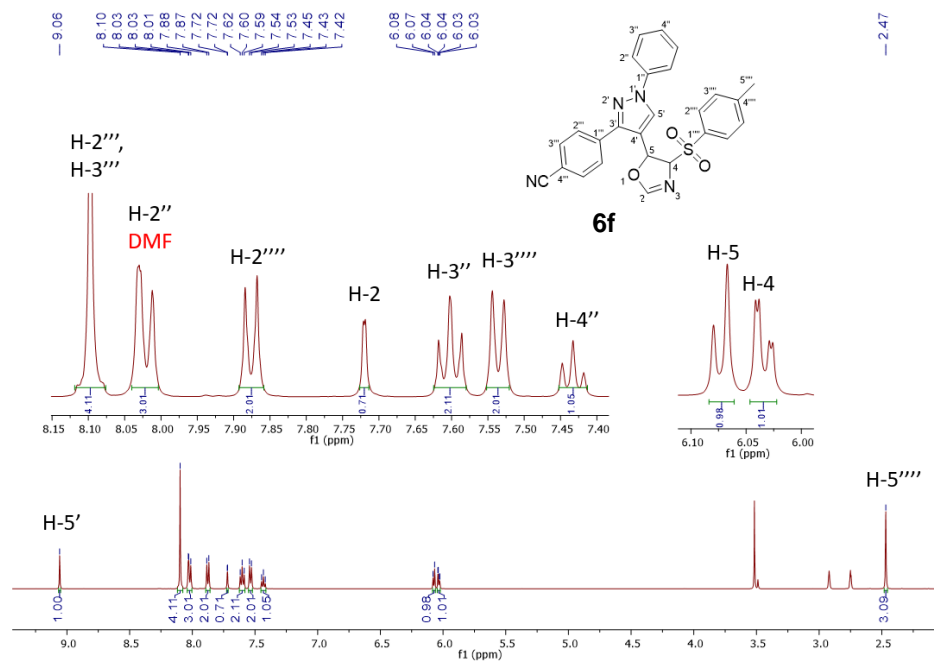 9.06
8.10
8.03
8.03
8.01
7.88
7.87
7.72
7.72
7.62
7.60
7.59
7.54
7.53
7.45
7.43
7.42
6.08
6.07
6.04
6.04
6.03
6.03
2.47
3''
4''
2''
1''
N
1'
2'
N
5'
3'
4'
2'''
1'''
3'''
4'''
NC
5''''
3''''
4''''
2''''
1''''
O
S
O
5
4
O
1
2
N
3
6f
H-2''',
H-3'''
H-2''
DMF
H-2''''
H-2
H-3''
H-3''''
H-4''
H-5
H-4
4.11
3.01
2.01
0.71
2.11
2.01
1.05
8.15 8.10 8.05 8.00 7.95 7.90 7.85 7.80 7.75 7.70 7.65 7.60 7.55 7.50 7.45 7.40
f1 (ppm)
0.98
1.01
6.10 6.05 6.00
f1 (ppm)
H-5'
H-5''''
1.00
4.11
3.01
2.01
0.71
2.11
2.01
1.05
0.98
1.01
3.09
9.0 8.5 8.0 7.5 7.0 6.5 6.0 5.5 5.0 4.5 4.0 3.5 3.0 2.5
f1 (ppm)